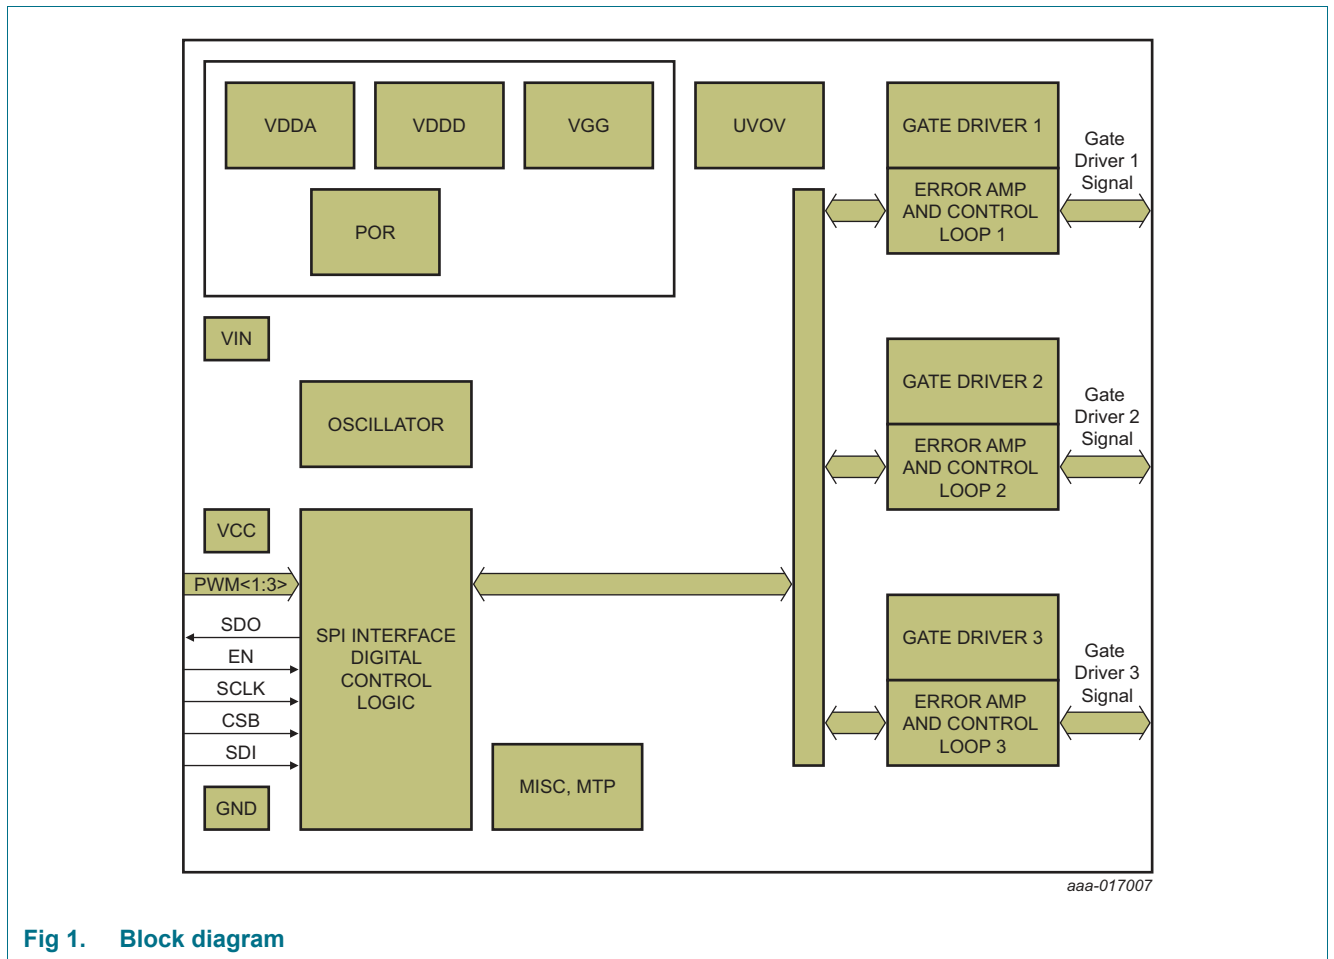 VDDA
VDDD
VGG
UVOV
POR
GATE DRIVER 1
ERROR AMP
AND CONTROL
LOOP 1
Gate
Driver 1
Signal
VIN
OSCILLATOR
GATE DRIVER 2
ERROR AMP
AND CONTROL
LOOP 2
Gate
Driver 2
Signal
VCC
PWM<1:3>
SDO
EN
SCLK
CSB
SDI
GND
SPI INTERFACE
DIGITAL
CONTROL
LOGIC
MISC, MTP
GATE DRIVER 3
ERROR AMP
AND CONTROL
LOOP 3
Gate
Driver 3
Signal
aaa-017007
Fig 1. Block diagram